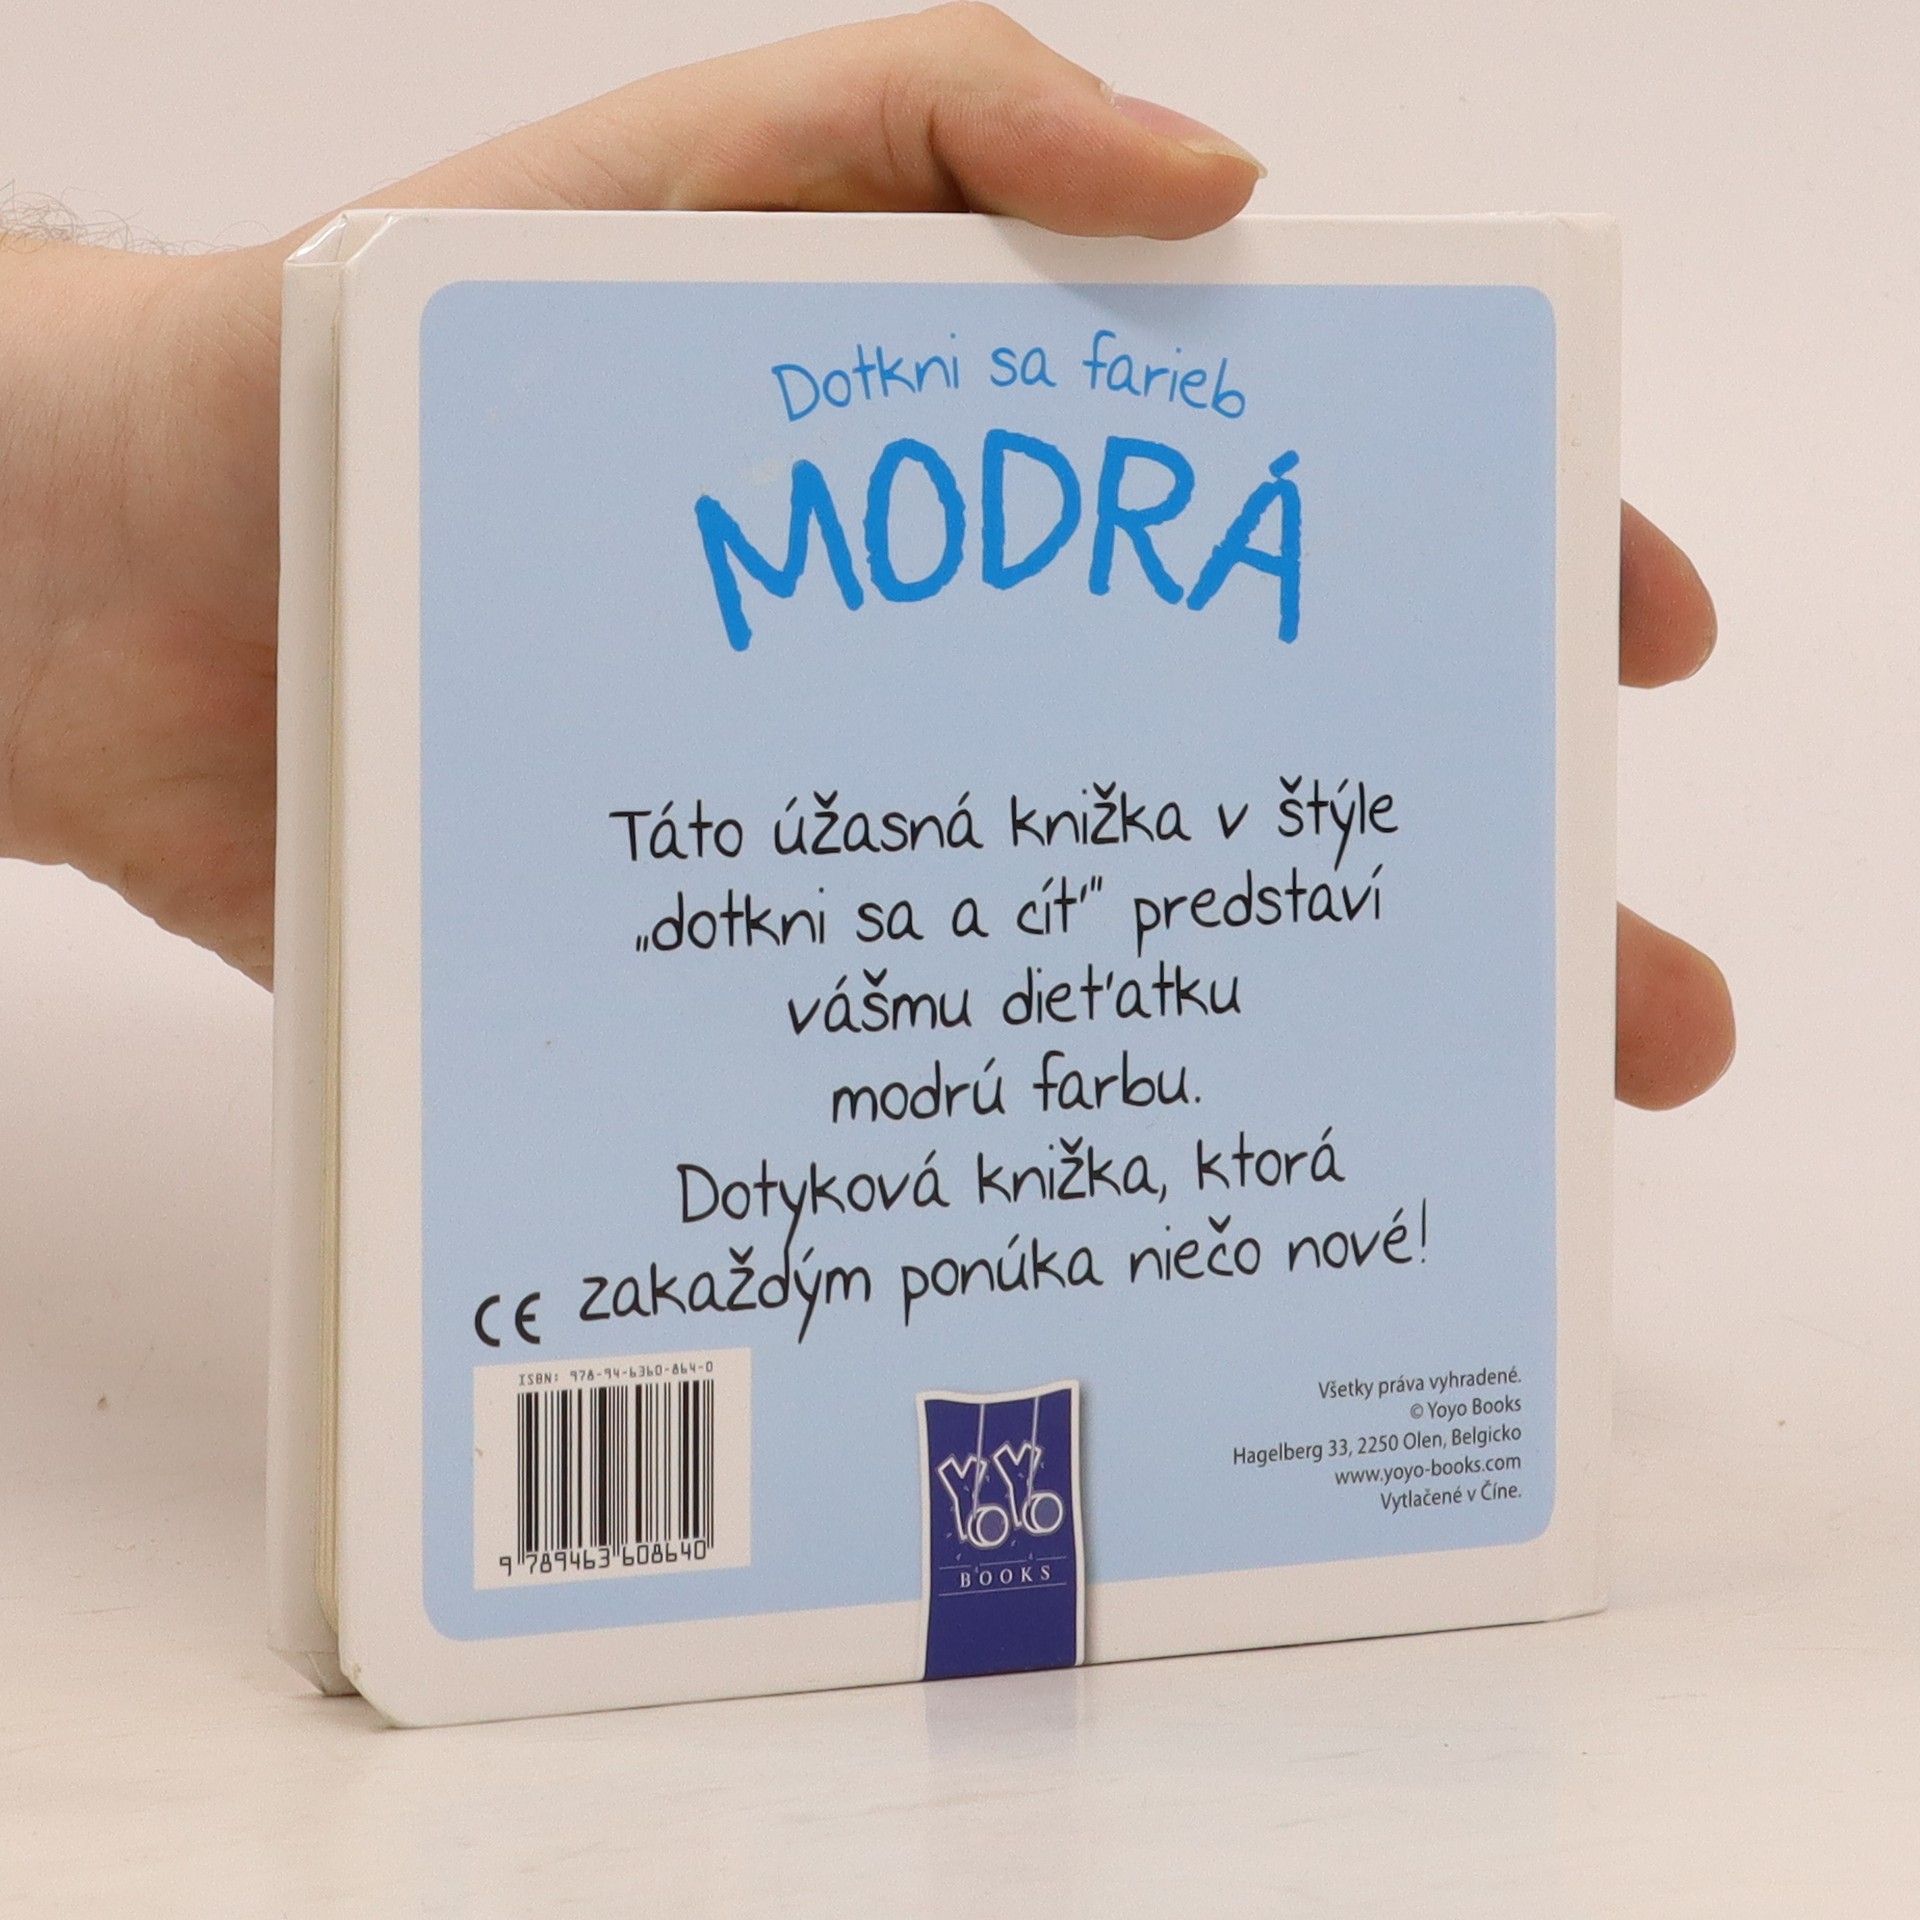 Dotkni sa farieb
MODRÁ
Táto úžasná knižka v štýle
„dotkni sa a cíť” predstaví
vášmu dieťatku
modrú farbu.
Dotyková knižka, ktorá
zakaždým ponúka niečo nové!
CE
ISBN: 978-94-6360-864-0
9 789463 608640
YOYO
BOOKS
Všetky práva vyhradené.
© Yoyo Books
Hagelberg 33, 2250 Olen, Belgicko
www.yoyo-books.com
Vytlačené v Číne.